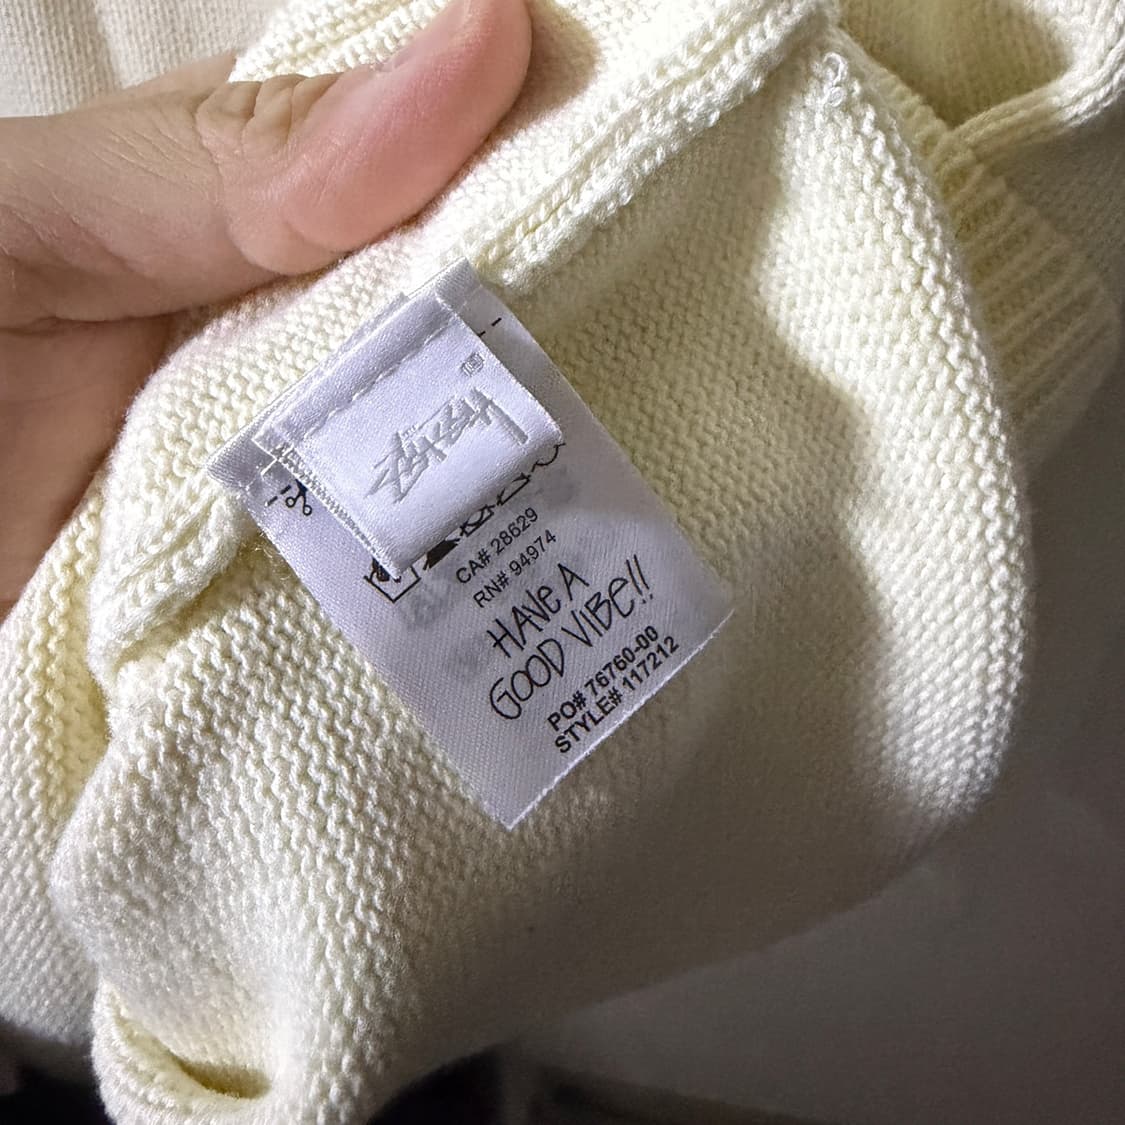 Stüssy
CA# 28629
RN# 94974
HAVE A
GOOD VIBE!!
PO# 76760-00
STYLE# 117212